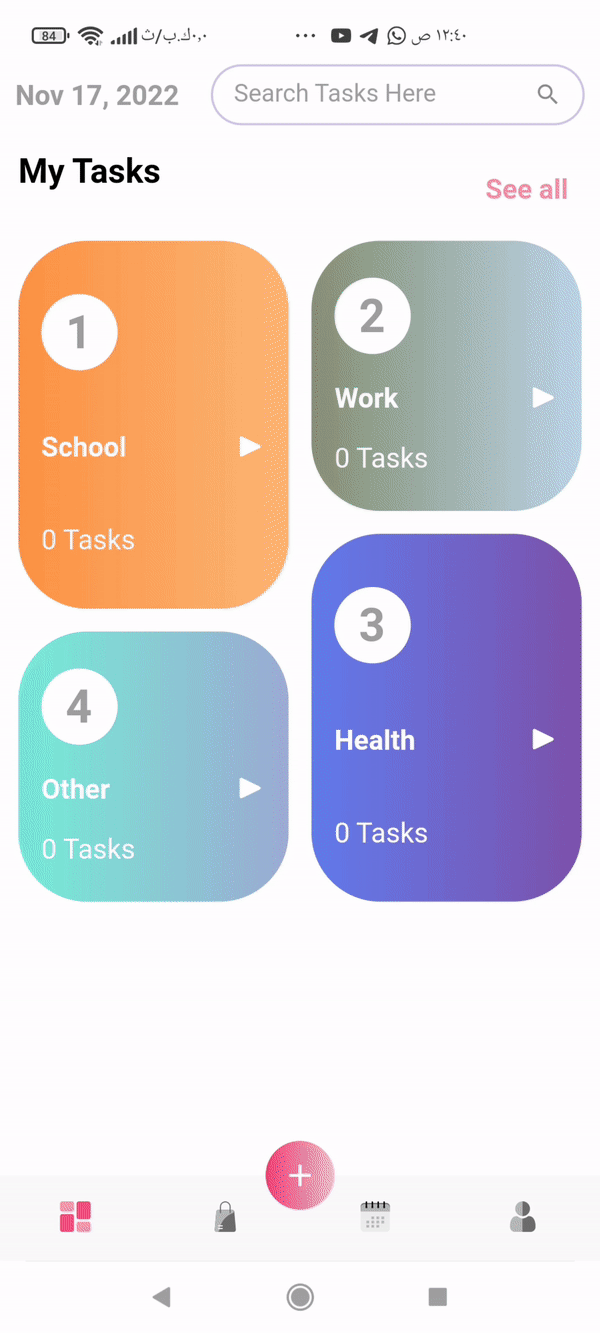 84 ٠,٠ك.ب/ث ... ١٢:٤٠ ص
Nov 17, 2022
Search Tasks Here
My Tasks
See all
1
School
0 Tasks
2
Work
0 Tasks
3
Health
0 Tasks
4
Other
0 Tasks